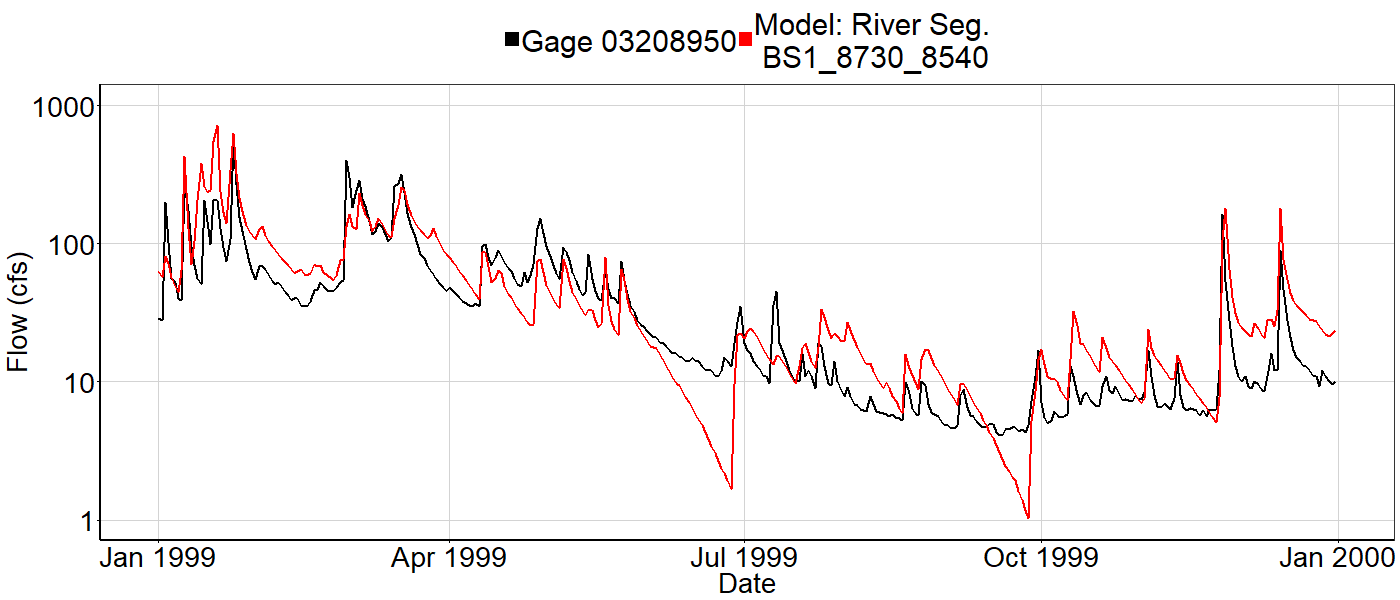 Gage 03208950
Model: River Seg.
BS1_8730_8540
Flow (cfs)
1000
100
10
1
Jan 1999
Apr 1999
Jul 1999
Oct 1999
Jan 2000
Date